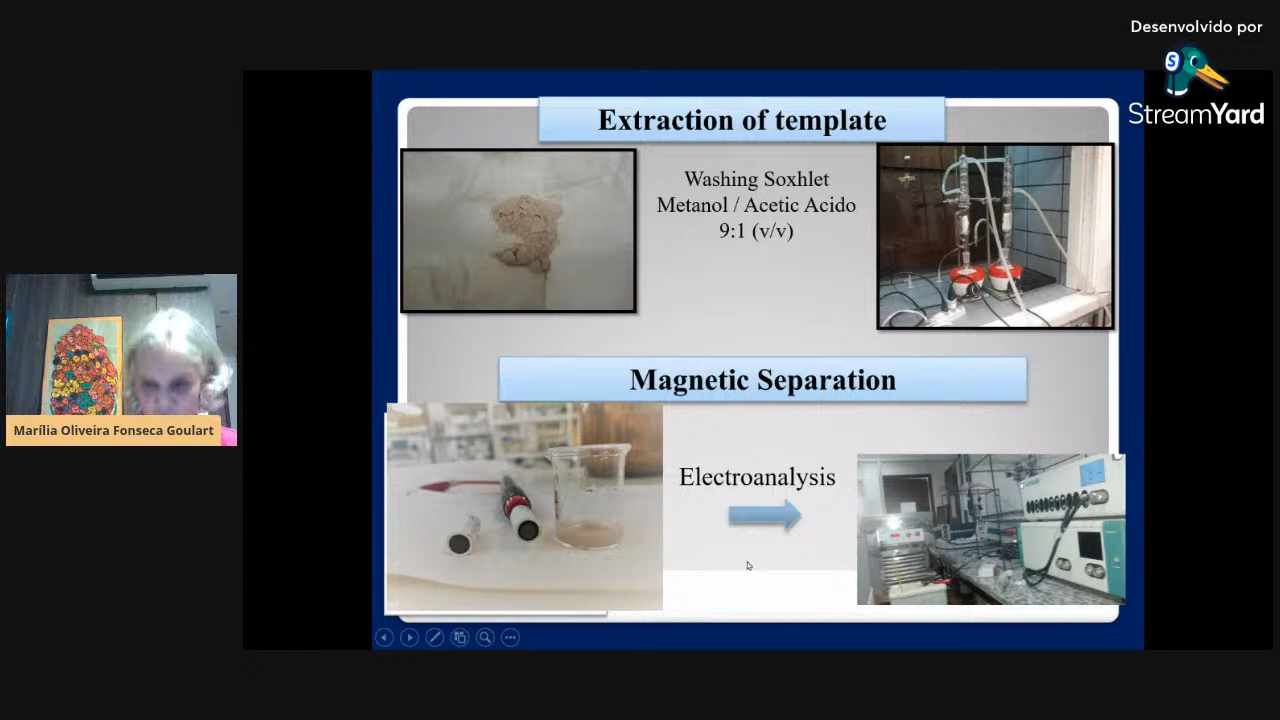 Desenvolvido por
StreamYard
Extraction of template
Washing Soxhlet
Metanol / Acetic Acido
9:1 (v/v)
Magnetic Separation
Electroanalysis
Marília Oliveira Fonseca Goulart